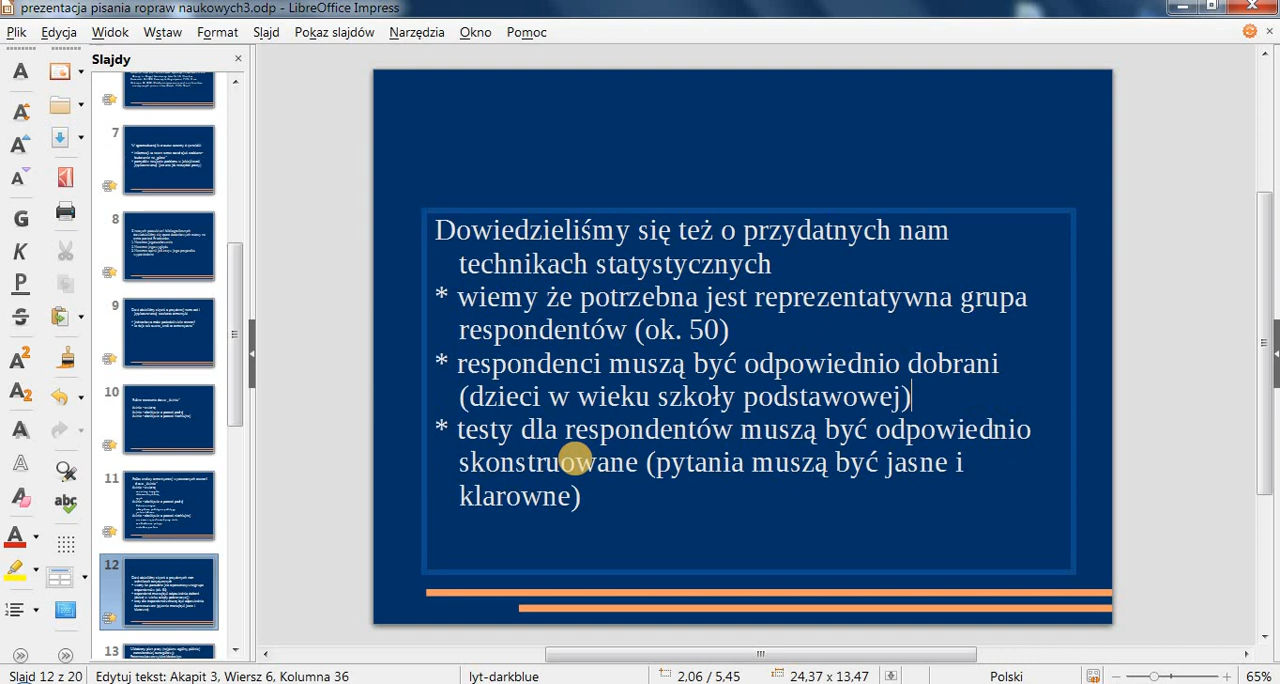 prezentacja pisania ropraw naukowych3.odp - LibreOffice Impress
Plik Edycja Widok Wstaw Format Slajd Pokaz slajdów Narzędzia Okno Pomoc
Slajdy
7
8
9
10
11
12
13
Dowiedzieliśmy się też o przydatnych nam
technikach statystycznych
* wiemy że potrzebna jest reprezentatywna grupa
respondentów (ok. 50)
* respondenci muszą być odpowiednio dobrani
(dzieci w wieku szkoły podstawowej)
* testy dla respondentów muszą być odpowiednio
skonstruowane (pytania muszą być jasne i
klarowne)
Slajd 12 z 20 Edytuj tekst: Akapit 3, Wiersz 6, Kolumna 36 lyt-darkblue 2,06 / 5,45 24,37 x 13,47 Polski 65%